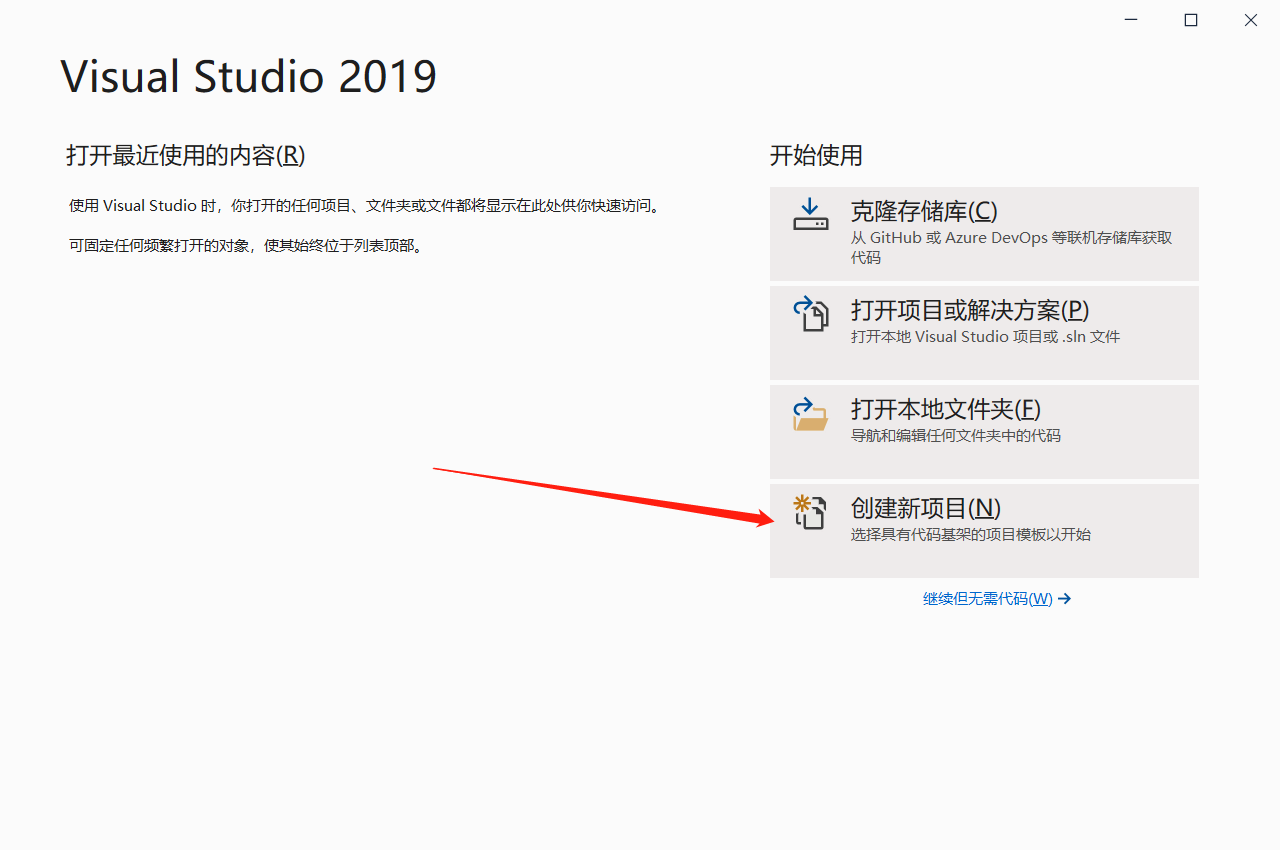 Visual Studio 2019
打开最近使用的内容(R)
使用 Visual Studio 时，你打开的任何项目、文件夹或文件都将显示在此处供你快速访问。
可固定任何频繁打开的对象，使其始终位于列表顶部。
开始使用
克隆存储库(C)
从 GitHub 或 Azure DevOps 等联机存储库获取
代码
打开项目或解决方案(P)
打开本地 Visual Studio 项目或 .sln 文件
打开本地文件夹(F)
导航和编辑任何文件夹中的代码
创建新项目(N)
选择具有代码基架的项目模板以开始
继续但无需代码(W)